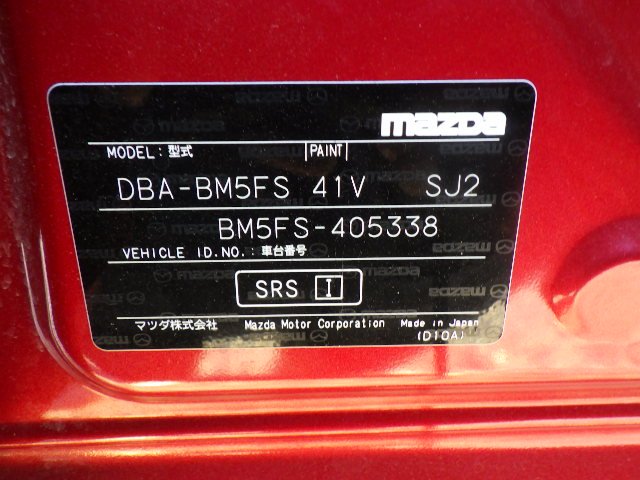 mazda
MODEL：型式 |PAINT|
DBA-BM5FS 41V SJ2
BM5FS-405338
VEHICLE ID.NO.：車台番号
SRS I
マツダ株式会社 Mazda Motor Corporation Made in Japan
(D10A)